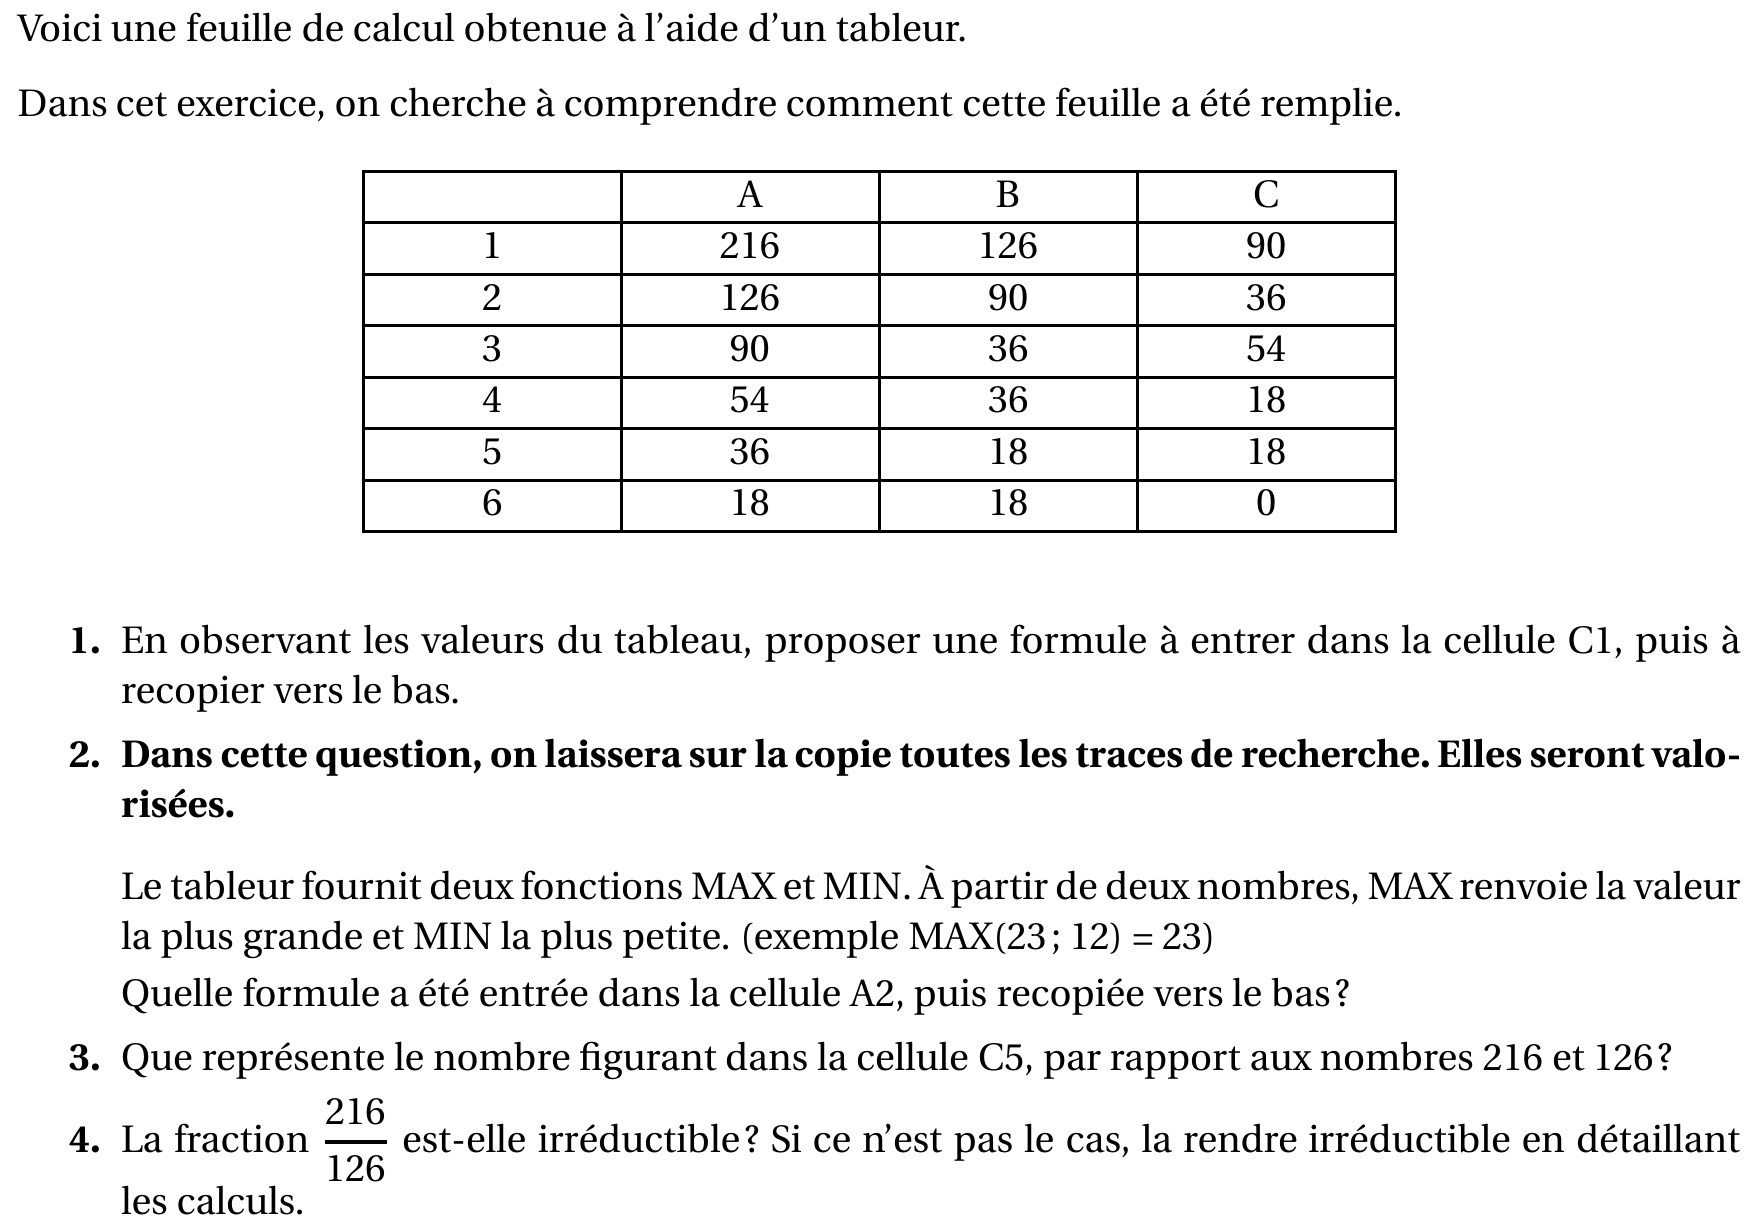 Voici une feuille de calcul obtenue à l'aide d'un tableur.
Dans cet exercice, on cherche à comprendre comment cette feuille a été remplie.
A B C
1 216 126 90
2 126 90 36
3 90 36 54
4 54 36 18
5 36 18 18
6 18 18 0
1. En observant les valeurs du tableau, proposer une formule à entrer dans la cellule C1, puis à
recopier vers le bas.
2. Dans cette question, on laissera sur la copie toutes les traces de recherche. Elles seront valo-
risées.
Le tableur fournit deux fonctions MAX et MIN. À partir de deux nombres, MAX renvoie la valeur
la plus grande et MIN la plus petite. (exemple MAX(23 ; 12) = 23)
Quelle formule a été entrée dans la cellule A2, puis recopiée vers le bas ?
3. Que représente le nombre figurant dans la cellule C5, par rapport aux nombres 216 et 126 ?
4. La fraction 216/126 est-elle irréductible ? Si ce n'est pas le cas, la rendre irréductible en détaillant
les calculs.